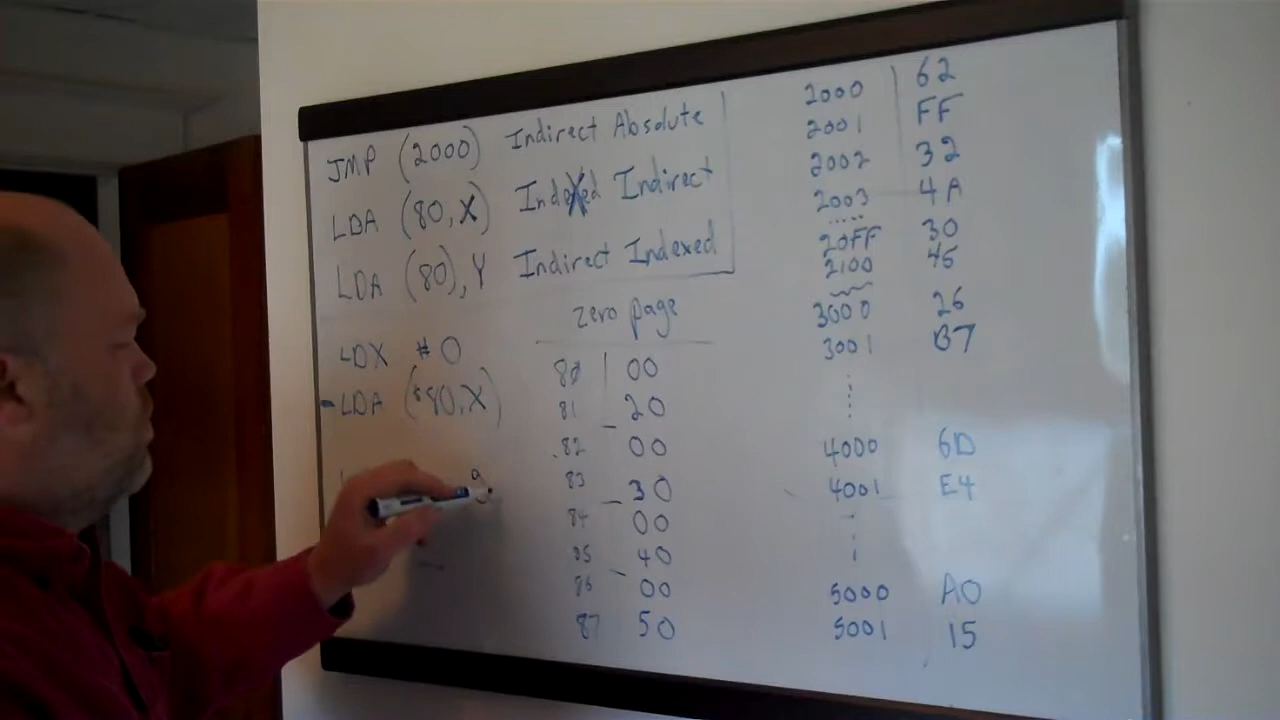 JMP (2000) Indirect Absolute
LDA (80,X) Indexed Indirect
LDA (80),Y Indirect Indexed
LDX #0
LDA ($80,X)
zero page
80 00
81 20
82 00
83 30
84 00
85 40
86 00
87 50
2000 62
2001 FF
2002 32
2003 4A
.....
20FF 30
2100 45
3000 26
3001 B7
4000 6D
4001 E4
5000 A0
5001 15